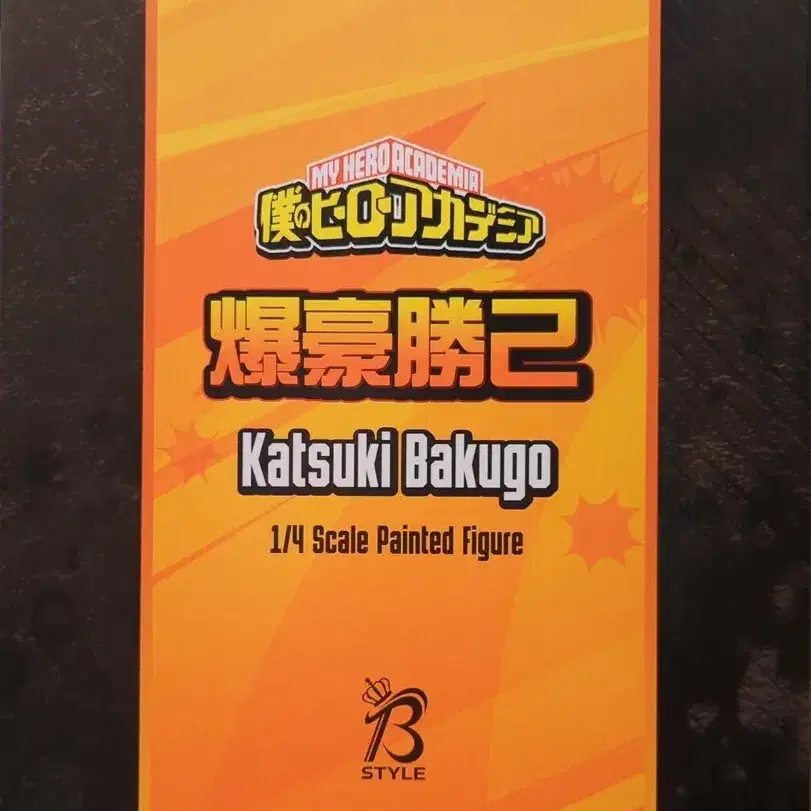 MY HERO ACADEMIA
僕のヒーローアカデミア
爆豪勝己
Katsuki Bakugo
1/4 Scale Painted Figure
B
STYLE